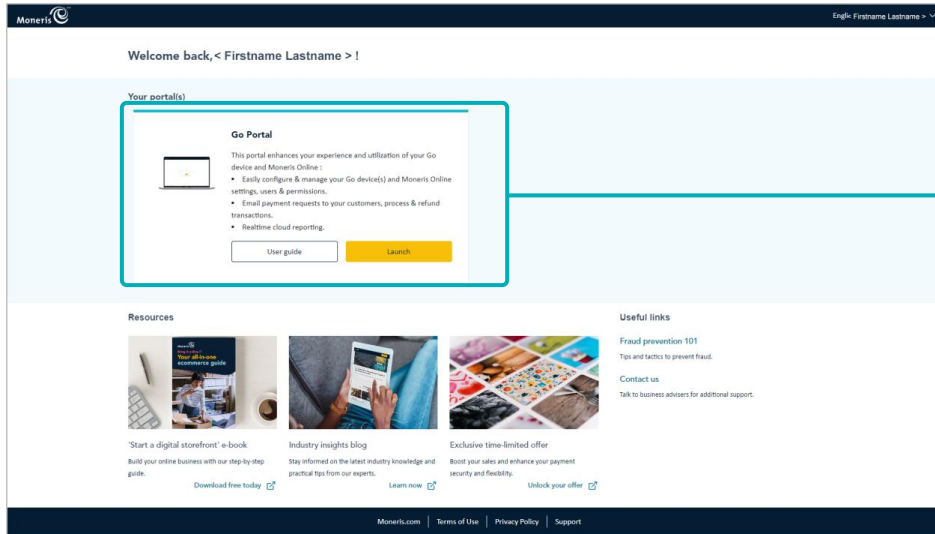 Moneris
Englic Firstname Lastname >
Welcome back,< Firstname Lastname > !
Your portal(s)
Go Portal
This portal enhances your experience and utilization of your Go
device and Moneris Online :
• Easily configure & manage your Go device(s) and Moneris Online
settings, users & permissions.
• Email payment requests to your customers, process & refund
transactions.
• Realtime cloud reporting.
User guide
Launch
Resources
Your all-in-one
ecommerce guide
'Start a digital storefront' e-book
Build your online business with our step-by-step
guide.
Download free today
Industry insights blog
Stay informed on the latest industry knowledge and
practical tips from our experts.
Learn now
Exclusive time-limited offer
Boost your sales and enhance your payment
security and flexibility.
Unlock your offer
Useful links
Fraud prevention 101
Tips and tactics to prevent fraud.
Contact us
Talk to business advisers for additional support.
Moneris.com | Terms of Use | Privacy Policy | Support